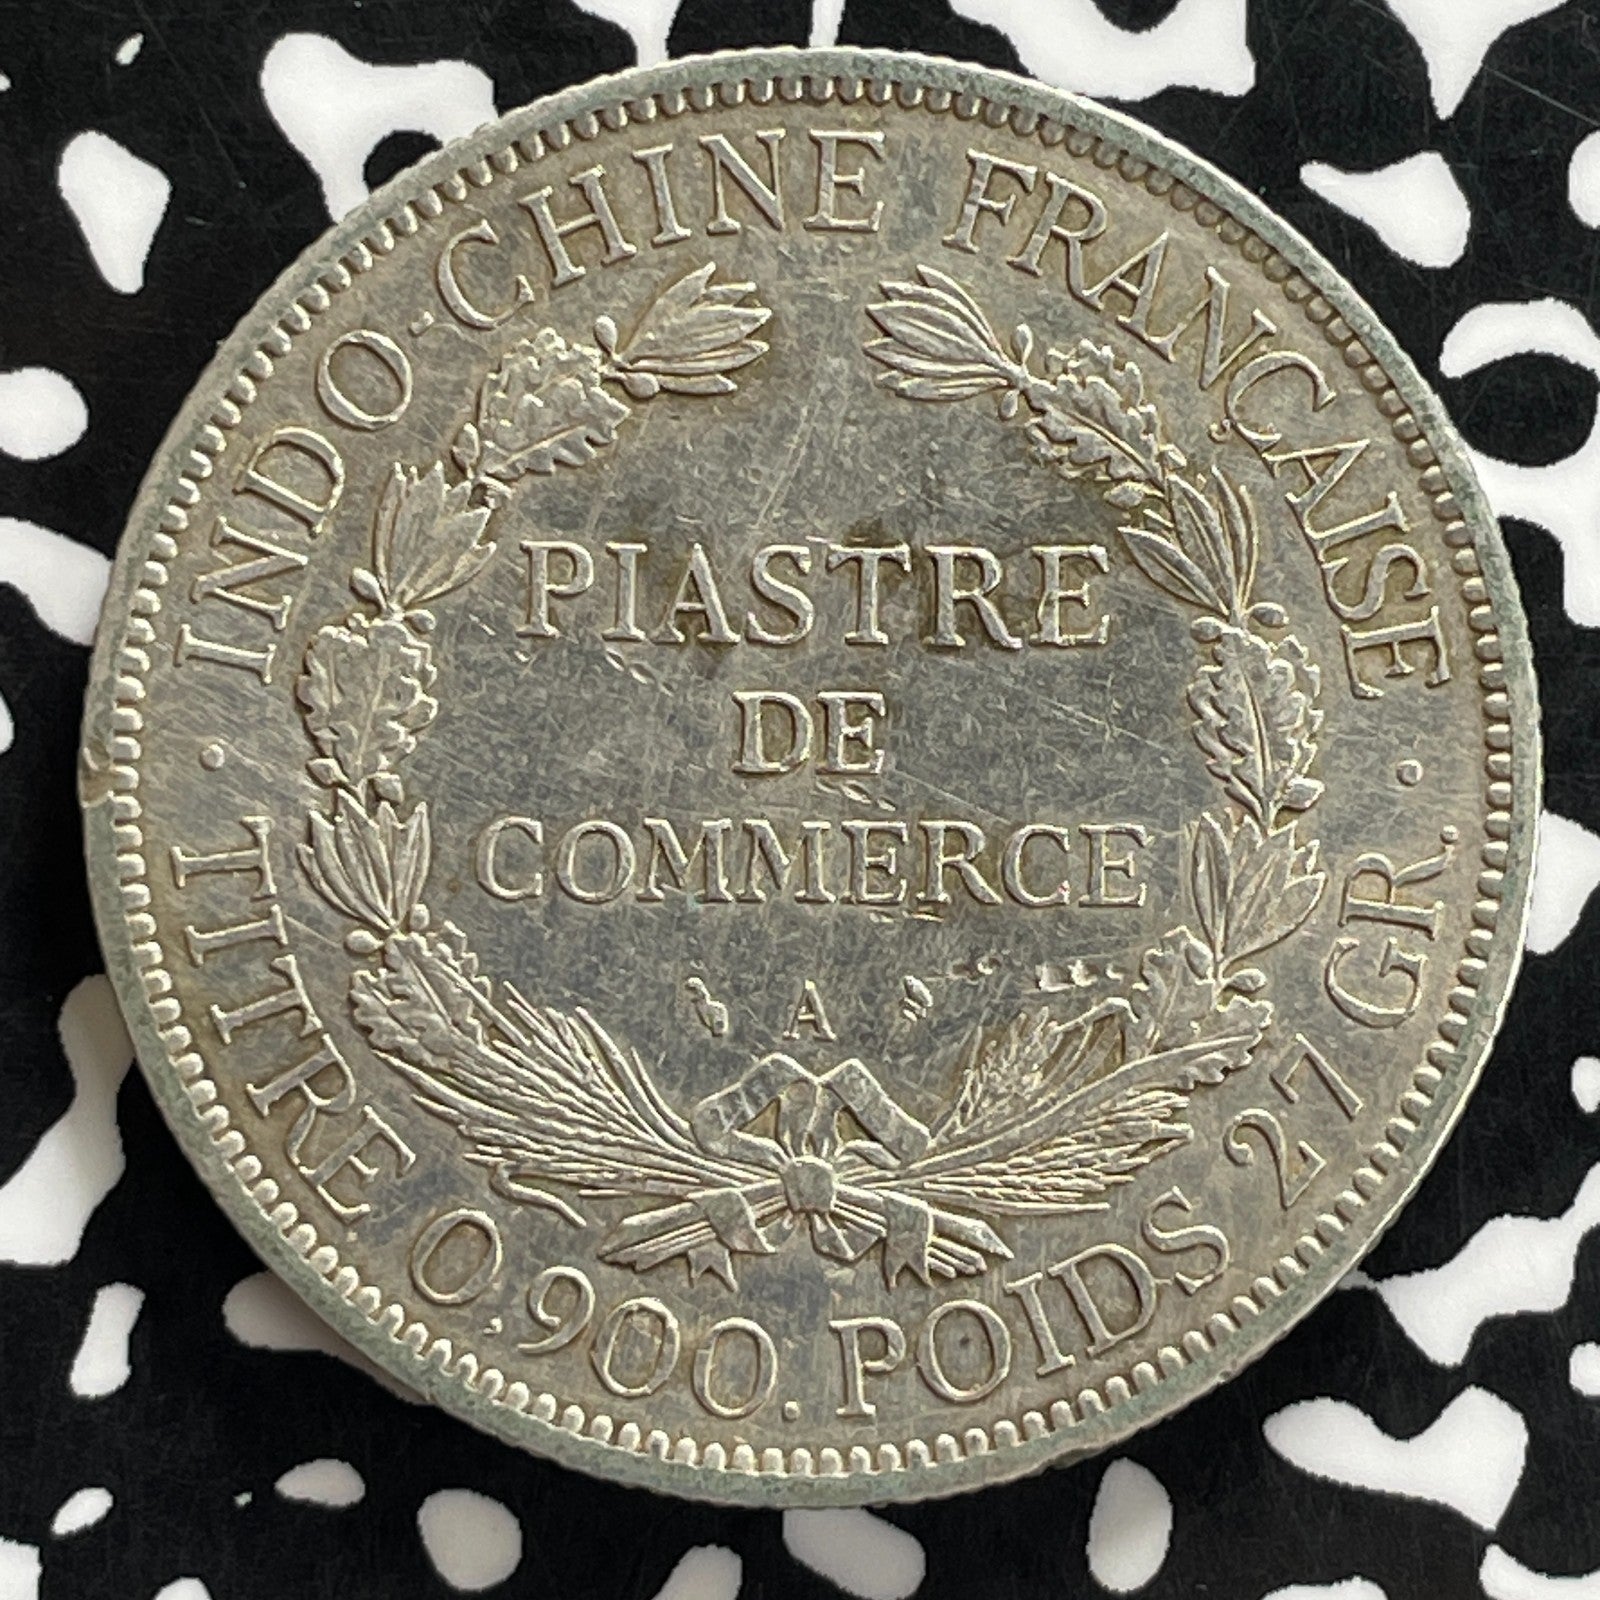 INDO-CHINE FRANÇAISE
PIASTRE
DE
COMMERCE
A
· TITRE 0,900. POIDS 27 GR. ·